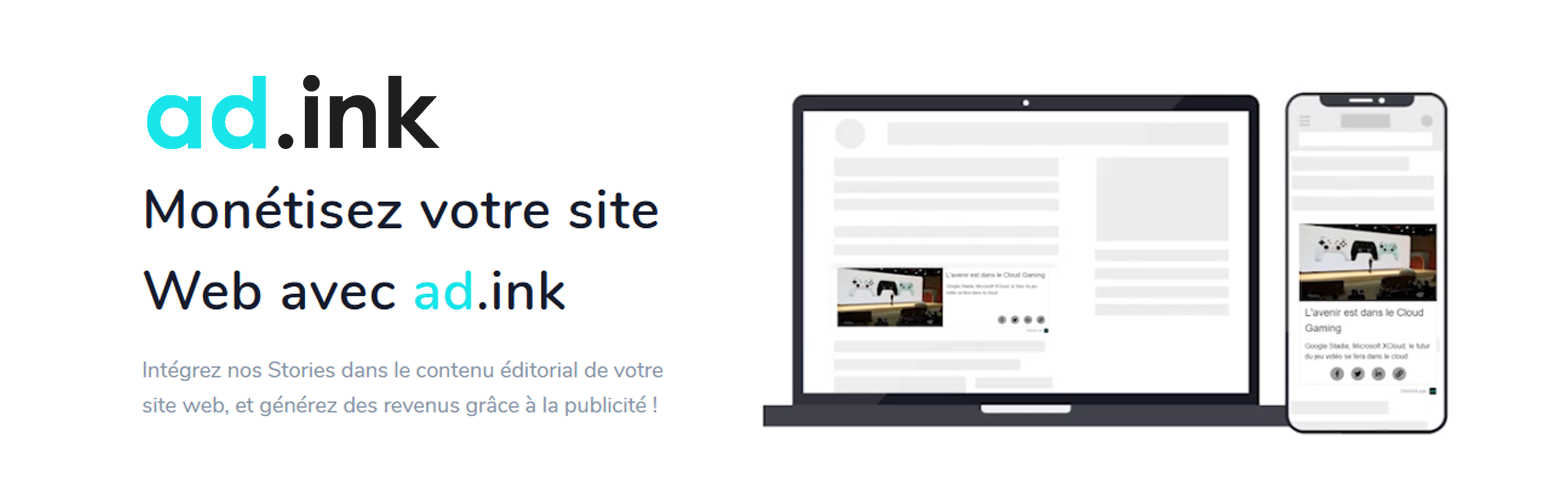 ad.ink
Monétisez votre site
Web avec ad.ink
Intégrez nos Stories dans le contenu éditorial de votre
site web, et générez des revenus grâce à la publicité !
L'avenir est dans le Cloud Gaming
Google Stadia, Microsoft XCloud, le futur du jeu
vidéo se fera dans le cloud
L'avenir est dans le Cloud
Gaming
Google Stadia, Microsoft XCloud, le futur
du jeu vidéo se fera dans le cloud